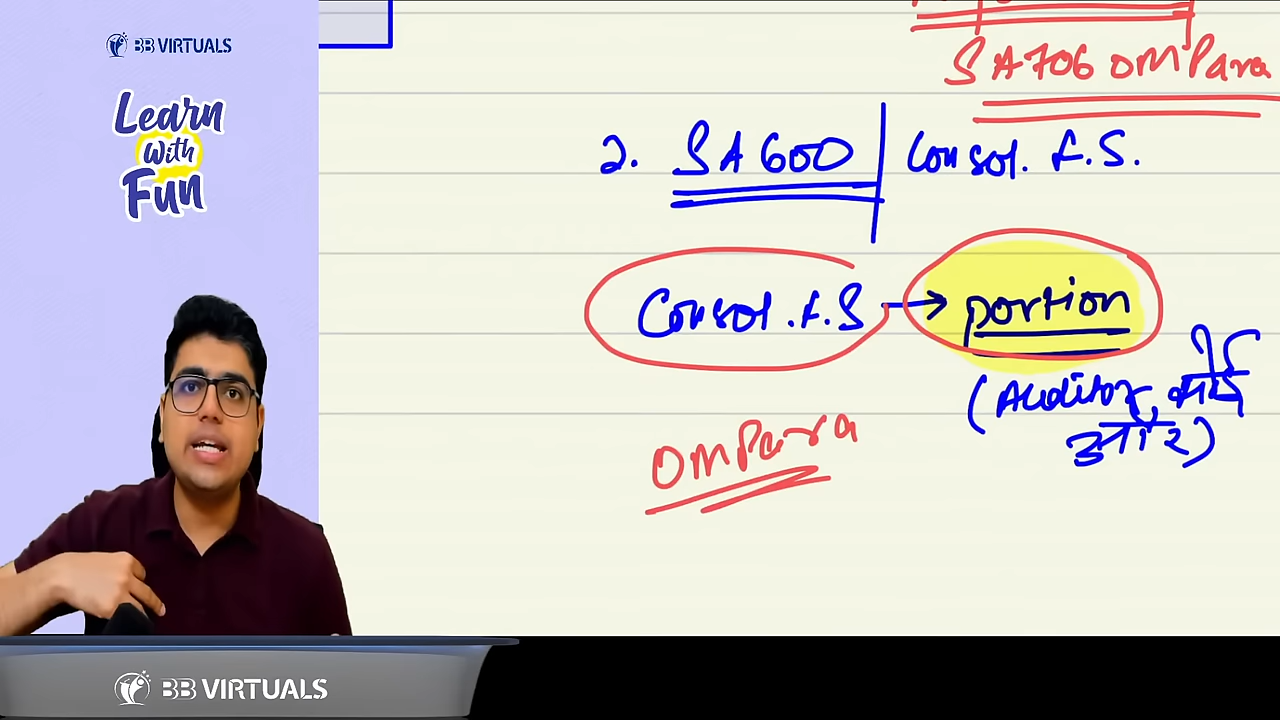 BB VIRTUALS
Learn
With
Fun
SA706 OM Para
2. SA 600 | Consol. F.S.
Consol. F.S → portion
(Auditor,
OM Para
BB VIRTUALS